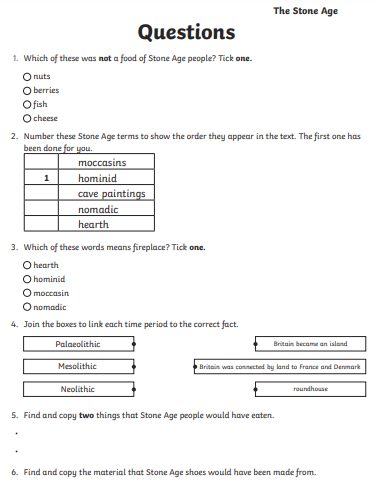 The Stone Age
Questions
1. Which of these was not a food of Stone Age people? Tick one.
nuts
berries
fish
cheese
2. Number these Stone Age terms to show the order they appear in the text. The first one has
been done for you.
moccasins
1 hominid
cave paintings
nomadic
hearth
3. Which of these words means fireplace? Tick one.
hearth
hominid
moccasin
nomadic
4. Join the boxes to link each time period to the correct fact.
Palaeolithic Britain became an island
Mesolithic Britain was connected by land to France and Denmark
Neolithic roundhouse
5. Find and copy two things that Stone Age people would have eaten.
•
•
6. Find and copy the material that Stone Age shoes would have been made from.